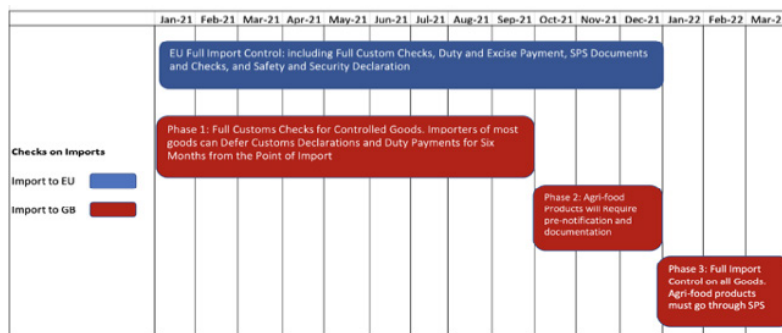 Jan-21 Feb-21 Mar-21 Apr-21 May-21 Jun-21 Jul-21 Aug-21 Sep-21 Oct-21 Nov-21 Dec-21 Jan-22 Feb-22 Mar-2
EU Full Import Control: including Full Custom Checks, Duty and Excise Payment, SPS Documents
and Checks, and Safety and Security Declaration
Phase 1: Full Customs Checks for Controlled Goods. Importers of most
goods can Defer Customs Declarations and Duty Payments for Six
Months from the Point of Import
Checks on Imports
Import to EU
Import to GB
Phase 2: Agri-food
Products will Require
pre-notification and
documentation
Phase 3: Full Import
Control on all Goods.
Agri-food products
must go through SPS